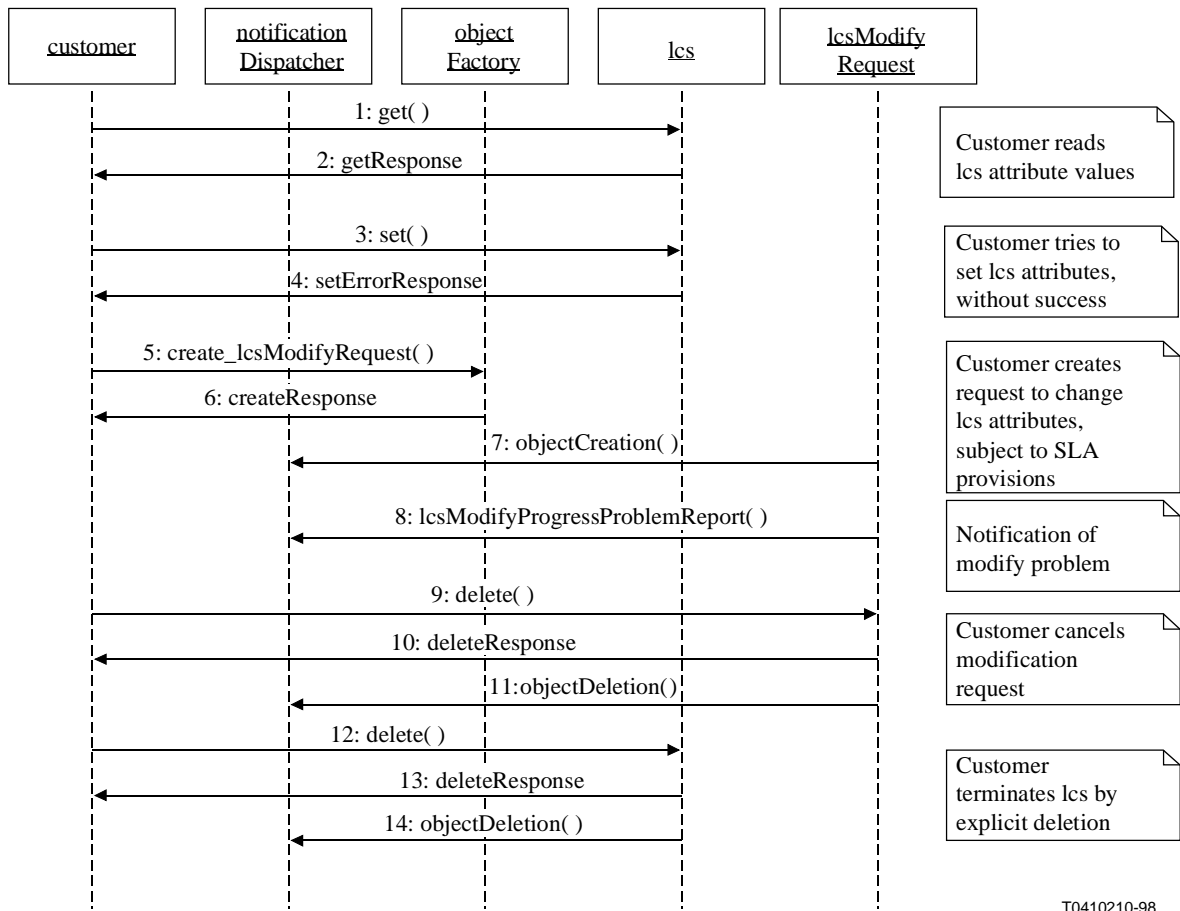 customer
notification
Dispatcher
object
Factory
lcs
lcsModify
Request
1: get( )
2: getResponse
Customer reads
lcs attribute values
3: set( )
4: setErrorResponse
Customer tries to
set lcs attributes,
without success
5: create_lcsModifyRequest( )
6: createResponse
7: objectCreation( )
Customer creates
request to change
lcs attributes,
subject to SLA
provisions
8: lcsModifyProgressProblemReport( )
Notification of
modify problem
9: delete( )
10: deleteResponse
11:objectDeletion()
Customer cancels
modification
request
12: delete( )
13: deleteResponse
14: objectDeletion( )
Customer
terminates lcs by
explicit deletion
T0410210-98